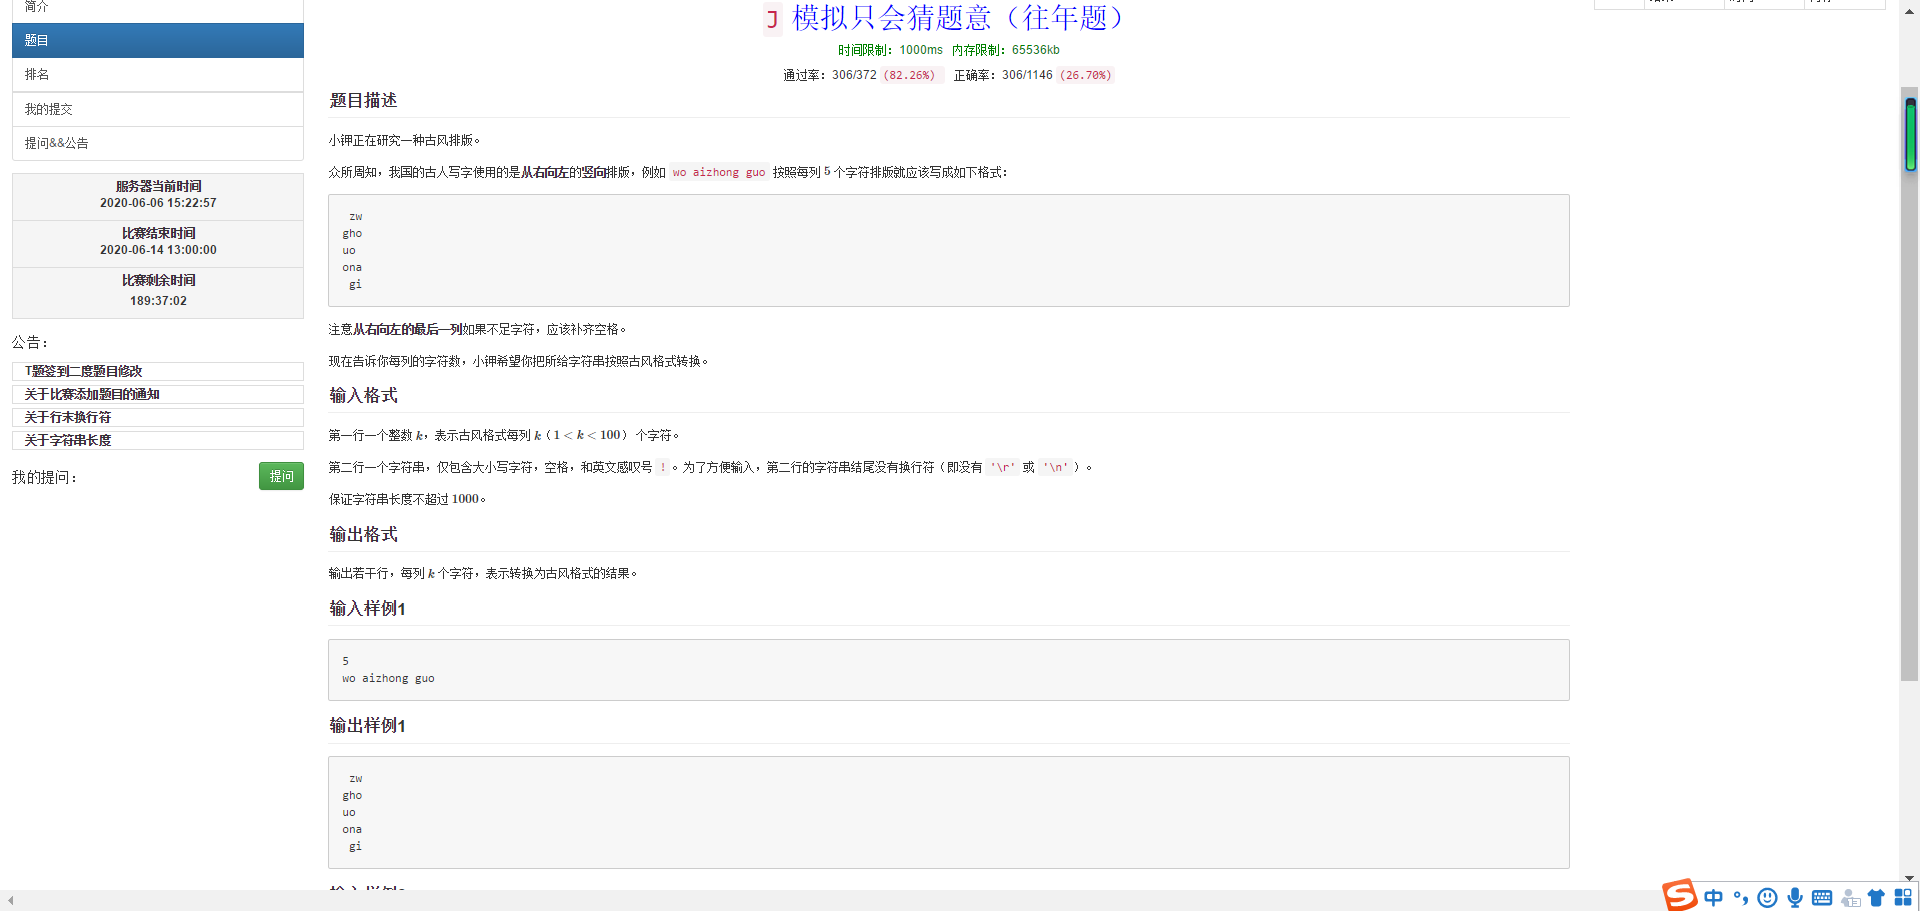 简介
题目
排名
我的提交
提问&&公告
服务器当前时间
2020-06-06 15:22:57
比赛结束时间
2020-06-14 13:00:00
比赛剩余时间
189:37:02
公告：
T题签到二度题目修改
关于比赛添加题目的通知
关于行末换行符
关于字符串长度
我的提问：
提问
J 模拟只会猜题意（往年题）
时间限制：1000ms 内存限制：65536kb
通过率：306/372 (82.26%) 正确率：306/1146 (26.70%)
题目描述
小钾正在研究一种古风排版。
众所周知，我国的古人写字使用的是从右向左的竖向排版，例如 wo aizhong guo 按照每列 5 个字符排版就应该写成如下格式：
 zw
gho
uo
ona
 gi
注意从右向左的最后一列如果不足字符，应该补齐空格。
现在告诉你每列的字符数，小钾希望你把所给字符串按照古风格式转换。
输入格式
第一行一个整数 k，表示古风格式每列 k（1 < k < 100） 个字符。
第二行一个字符串，仅包含大小写字符，空格，和英文感叹号 ! 。为了方便输入，第二行的字符串结尾没有换行符（即没有 '\r' 或 '\n' ）。
保证字符串长度不超过 1000。
输出格式
输出若干行，每列 k 个字符，表示转换为古风格式的结果。
输入样例1
5
wo aizhong guo
输出样例1
 zw
gho
uo
ona
 gi
中